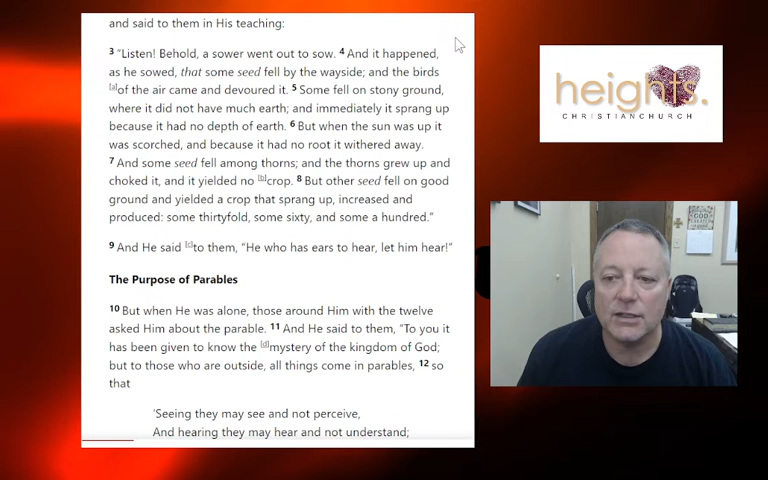 and said to them in His teaching:
3 "Listen! Behold, a sower went out to sow. 4 And it happened,
as he sowed, that some seed fell by the wayside; and the birds
[a]of the air came and devoured it. 5 Some fell on stony ground,
where it did not have much earth; and immediately it sprang up
because it had no depth of earth. 6 But when the sun was up it
was scorched, and because it had no root it withered away.
7 And some seed fell among thorns; and the thorns grew up and
choked it, and it yielded no [b]crop. 8 But other seed fell on good
ground and yielded a crop that sprang up, increased and
produced: some thirtyfold, some sixty, and some a hundred."
9 And He said [c]to them, "He who has ears to hear, let him hear!"
The Purpose of Parables
10 But when He was alone, those around Him with the twelve
asked Him about the parable. 11 And He said to them, "To you it
has been given to know the [d]mystery of the kingdom of God;
but to those who are outside, all things come in parables, 12 so
that
'Seeing they may see and not perceive,
And hearing they may hear and not understand;
heights.
CHRISTIANCHURCH